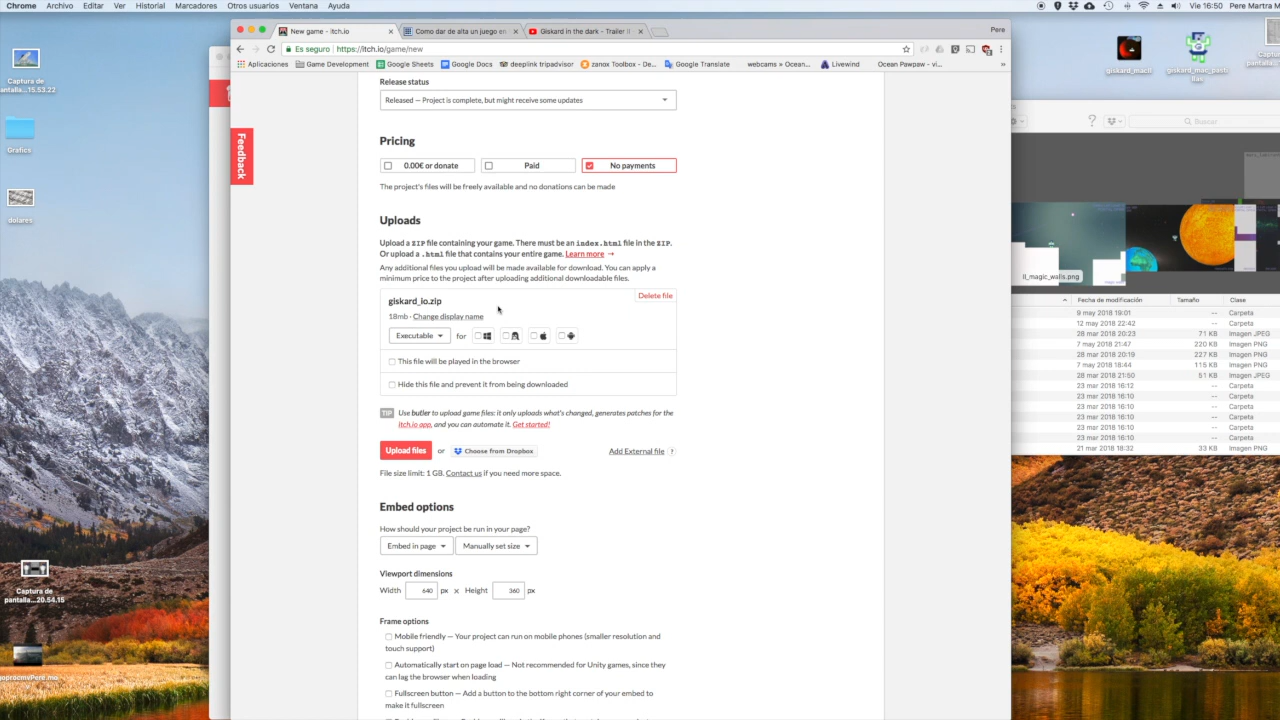 Chrome Archivo Editar Ver Historial Marcadores Otros usuarios Ventana Ayuda
Vie 16:50 Pere Martra M
New game - itch.io
Como dar de alta un juego en
Giskard in the dark - Trailer II
Pere
Es seguro https://itch.io/game/new
Aplicaciones Game Development Google Sheets Google Docs deeplink tripadvisor zanox Toolbox - De... Google Translate webcams » Ocean... Livewind Ocean Pawpaw - vi... »
Captura de
pantalla...15.53.22
Grafics
dolares
Captura de
pantalla...20.54.15
goprocmvPere.mo
Feedback
Release status
Released — Project is complete, but might receive some updates
Pricing
0.00€ or donate
Paid
No payments
The project's files will be freely available and no donations can be made
Uploads
Upload a ZIP file containing your game. There must be an index.html file in the ZIP.
Or upload a .html file that contains your entire game. Learn more →
Any additional files you upload will be made available for download. You can apply a
minimum price to the project after uploading additional downloadable files.
giskard_io.zip
Delete file
18mb · Change display name
Executable for
This file will be played in the browser
Hide this file and prevent it from being downloaded
TIP Use butler to upload game files: it only uploads what's changed, generates patches for the
itch.io app, and you can automate it. Get started!
Upload files or Choose from Dropbox
Add External file ?
File size limit: 1 GB. Contact us if you need more space.
Embed options
How should your project be run in your page?
Embed in page
Manually set size
Viewport dimensions
Width 640 px × Height 360 px
Frame options
Mobile friendly — Your project can run on mobile phones (smaller resolution and
touch support)
Automatically start on page load — Not recommended for Unity games, since they
can lag the browser when loading
Fullscreen button — Add a button to the bottom right corner of your embed to
make it fullscreen
giskard_macII
giskard_mac_past
illas
Captura
pantalla...1
Buscar
ll_magic_walls.png
Fecha de modificación Tamaño Clase
9 may 2018 19:01 -- Carpeta
12 may 2018 22:42 -- Carpeta
28 mar 2018 20:23 71 KB Imagen JPEG
7 may 2018 21:47 220 KB Imagen PNG
28 mar 2018 20:19 227 KB Imagen PNG
7 may 2018 18:44 115 KB Imagen PNG
28 mar 2018 21:50 51 KB Imagen JPEG
23 mar 2018 16:12 -- Carpeta
23 mar 2018 16:10 -- Carpeta
23 mar 2018 16:10 -- Carpeta
23 mar 2018 16:10 -- Carpeta
23 mar 2018 16:10 -- Carpeta
23 mar 2018 16:10 -- Carpeta
21 mar 2018 18:32 33 KB Imagen PNG